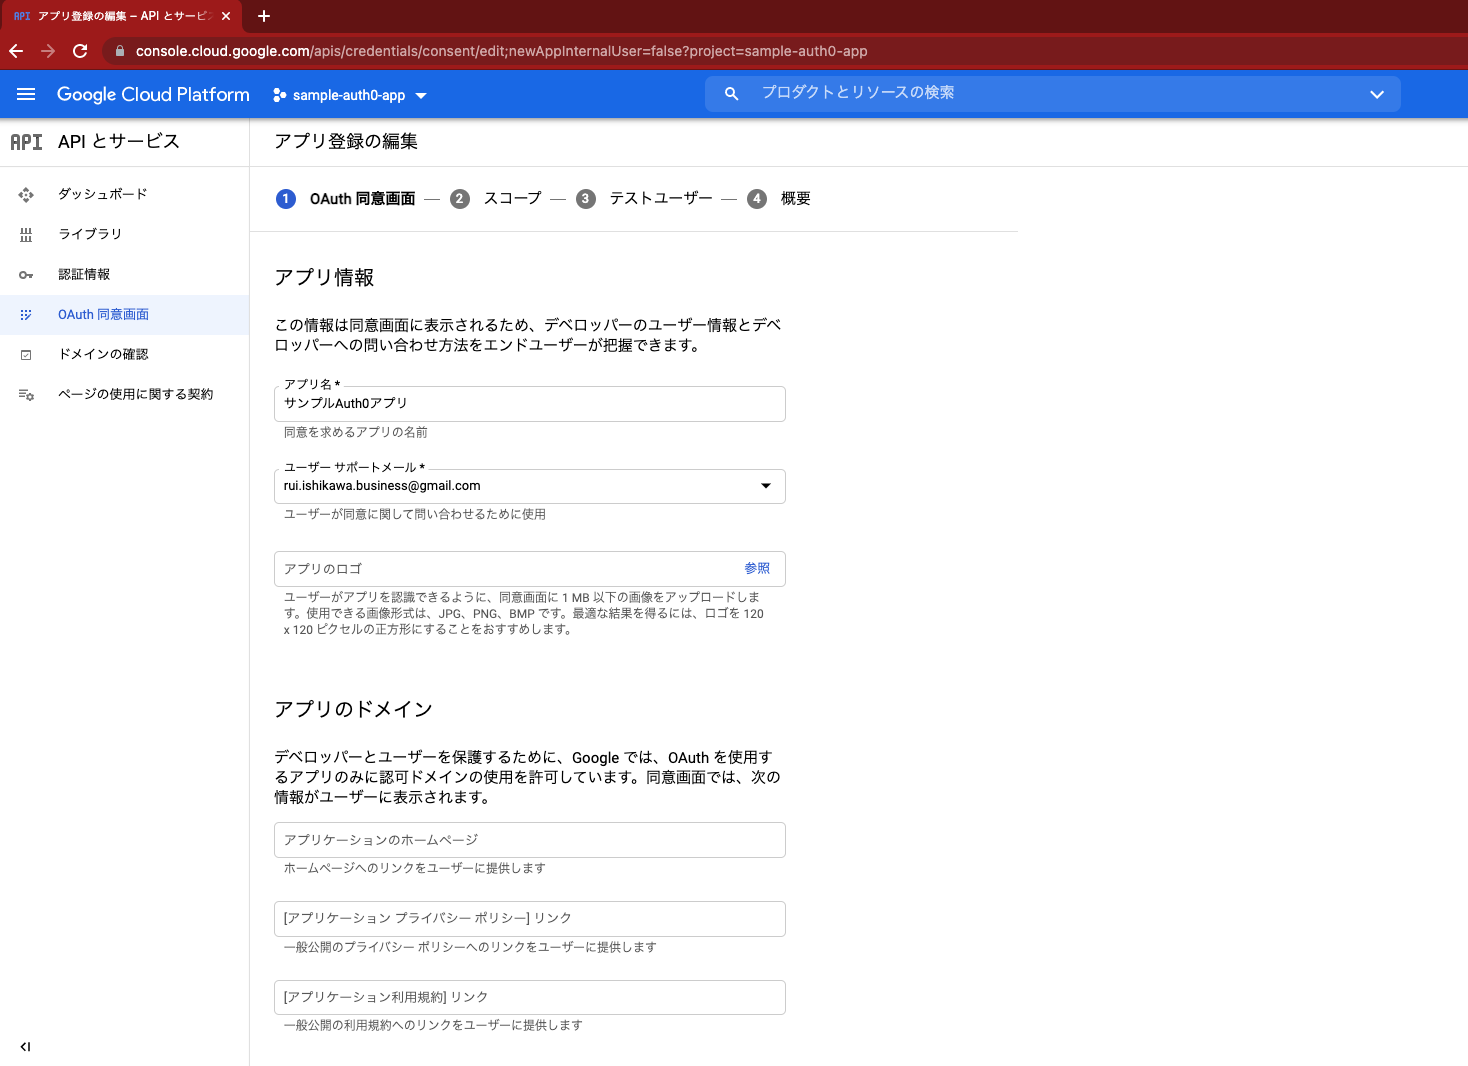 API アプリ登録の編集 – API とサービス
console.cloud.google.com/apis/credentials/consent/edit;newAppInternalUser=false?project=sample-auth0-app
Google Cloud Platform
sample-auth0-app
プロダクトとリソースの検索
API API とサービス
アプリ登録の編集
ダッシュボード
ライブラリ
認証情報
OAuth 同意画面
ドメインの確認
ページの使用に関する契約
1 OAuth 同意画面 — 2 スコープ — 3 テストユーザー — 4 概要
アプリ情報
この情報は同意画面に表示されるため、デベロッパーのユーザー情報とデベ
ロッパーへの問い合わせ方法をエンドユーザーが把握できます。
アプリ名 *
サンプルAuth0アプリ
同意を求めるアプリの名前
ユーザー サポートメール *
rui.ishikawa.business@gmail.com
ユーザーが同意に関して問い合わせるために使用
アプリのロゴ 参照
ユーザーがアプリを認識できるように、同意画面に 1 MB 以下の画像をアップロードしま
す。使用できる画像形式は、JPG、PNG、BMP です。最適な結果を得るには、ロゴを 120
x 120 ピクセルの正方形にすることをおすすめします。
アプリのドメイン
デベロッパーとユーザーを保護するために、Google では、OAuth を使用す
るアプリのみに認可ドメインの使用を許可しています。同意画面では、次の
情報がユーザーに表示されます。
アプリケーションのホームページ
ホームページへのリンクをユーザーに提供します
[アプリケーション プライバシー ポリシー] リンク
一般公開のプライバシー ポリシーへのリンクをユーザーに提供します
[アプリケーション利用規約] リンク
一般公開の利用規約へのリンクをユーザーに提供します